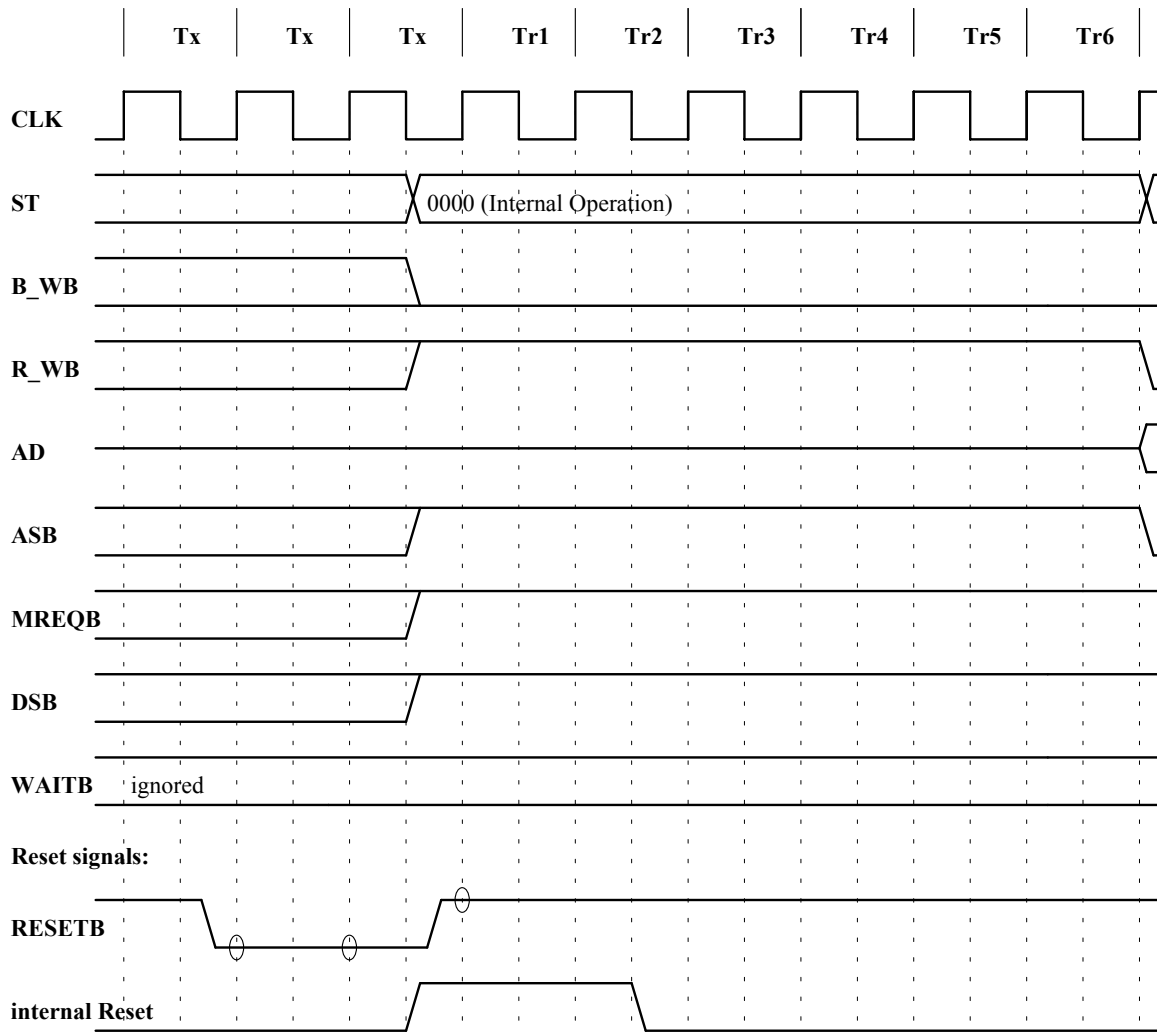 Tx Tx Tx Tr1 Tr2 Tr3 Tr4 Tr5 Tr6
CLK
ST 0000 (Internal Operation)
B_WB
R_WB
AD
ASB
MREQB
DSB
WAITB ignored
Reset signals:
RESETB
internal Reset